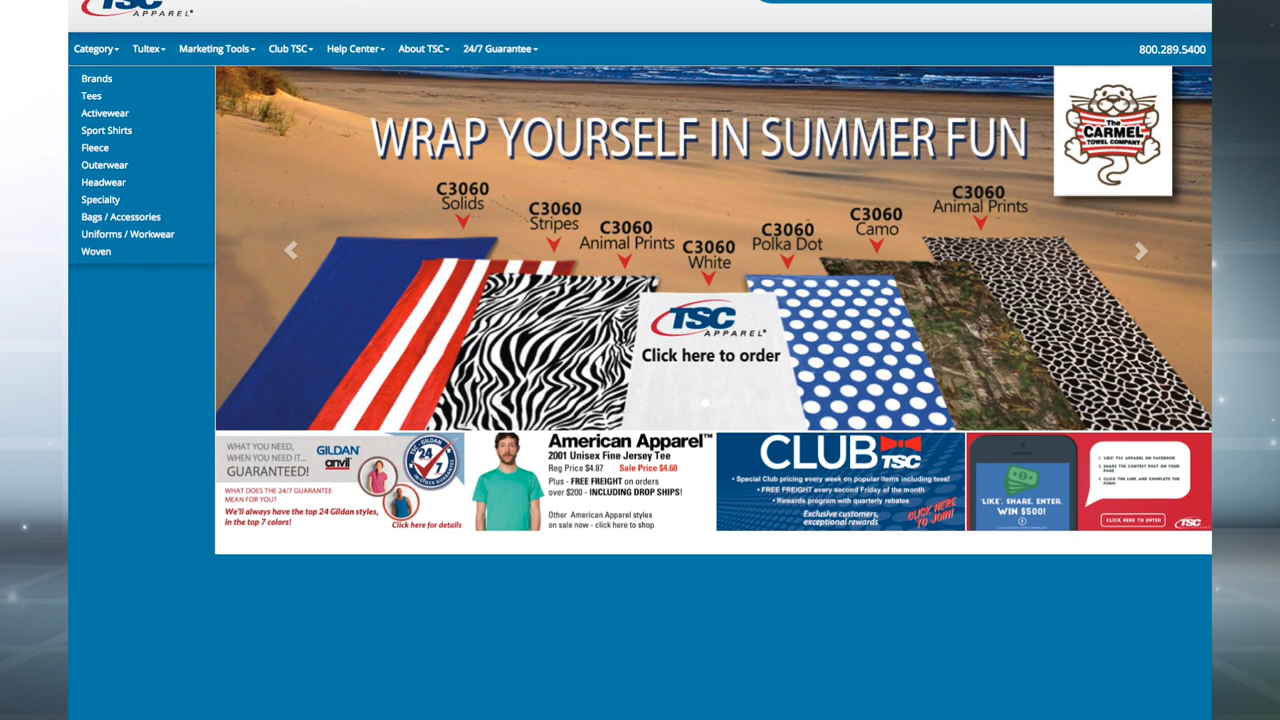 TSC
APPAREL
Category Tultex Marketing Tools Club TSC Help Center About TSC 24/7 Guarantee 800.289.5400
Brands
Tees
Activewear
Sport Shirts
Fleece
Outerwear
Headwear
Specialty
Bags / Accessories
Uniforms / Workwear
Woven
WRAP YOURSELF IN SUMMER FUN
The
CARMEL
TOWEL COMPANY
C3060
Solids
C3060
Stripes
C3060
Animal Prints
C3060
White
C3060
Polka Dot
C3060
Camo
C3060
Animal Prints
TSC
APPAREL
Click here to order
WHAT YOU NEED,
WHEN YOU NEED IT...
GUARANTEED!
GILDAN
anvil
TSC GILDAN
24
7
WHAT DOES THE 24/7 GUARANTEE
MEAN FOR YOU?
We'll always have the top 24 Gildan styles,
in the top 7 colors!
Click here for details
American Apparel™
2001 Unisex Fine Jersey Tee
Reg Price $4.87 Sale Price $4.68
Plus - FREE FREIGHT on orders
over $200 - INCLUDING DROP SHIPS!
Other American Apparel styles
on sale now - click here to shop
CLUB TSC
• Special Club pricing every week on popular items including tees!
• FREE FREIGHT every second Friday of the month
• Rewards program with quarterly rebates
Exclusive customers,
exceptional rewards
CLICK HERE
TO JOIN!
'LIKE'. SHARE. ENTER.
WIN $500!
1. LIKE TSC APPAREL ON FACEBOOK
2. SHARE THE CONTEST POST ON YOUR
PAGE
3. CLICK THE LINK AND COMPLETE THE
FORM
CLICK HERE TO ENTER
TSC